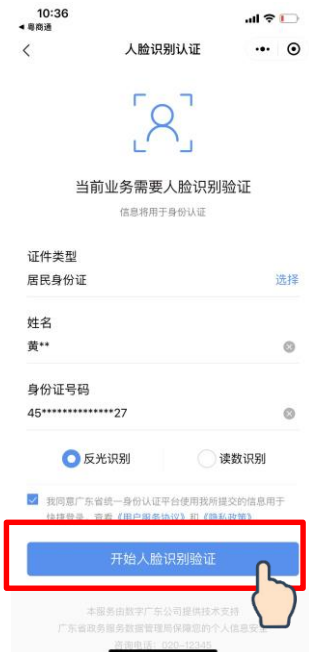 10:36
◀ 粤商通
人脸识别认证
当前业务需要人脸识别验证
信息将用于身份认证
证件类型
居民身份证
选择
姓名
黄**
身份证号码
45**************27
反光识别
读数识别
我同意广东省统一身份认证平台使用我所提交的信息用于
快捷登录。查看《用户服务协议》和《隐私政策》
开始人脸识别验证
本服务由数字广东公司提供技术支持
广东省政务服务数据管理局保障您的个人信息安全
咨询电话：020-12345